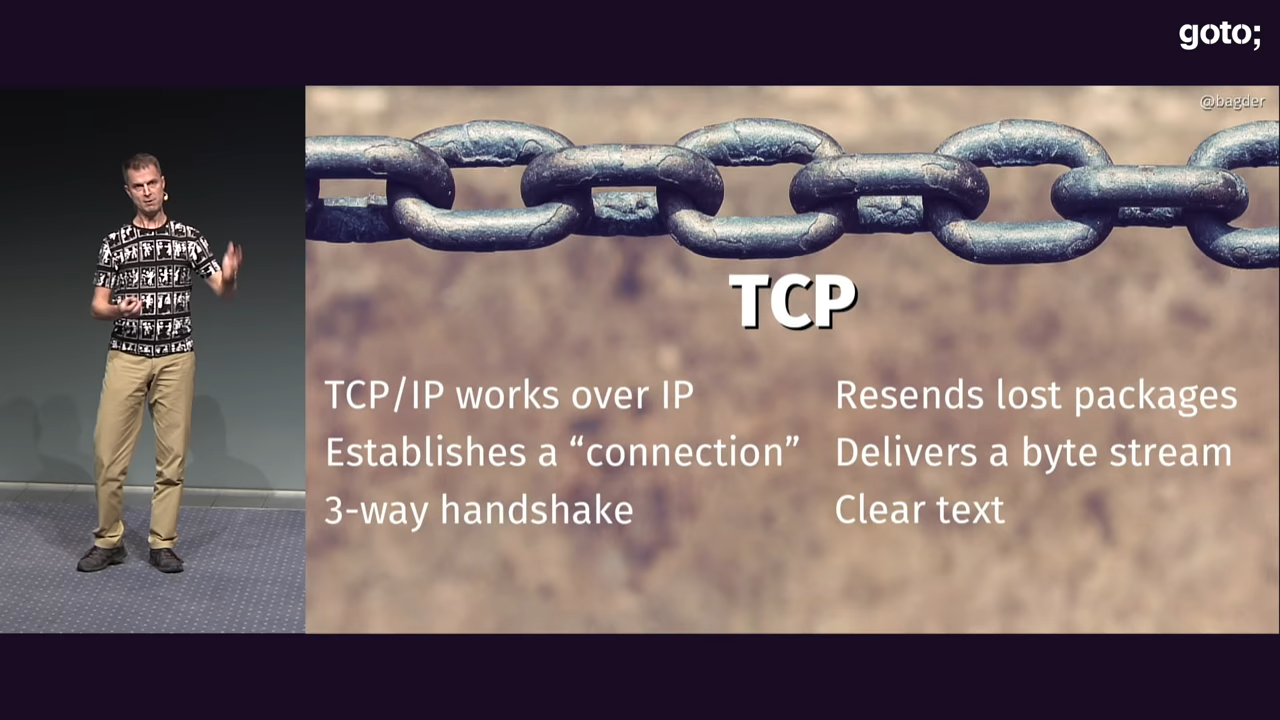 goto;
@bagder
TCP
TCP/IP works over IP
Establishes a “connection”
3-way handshake
Resends lost packages
Delivers a byte stream
Clear text